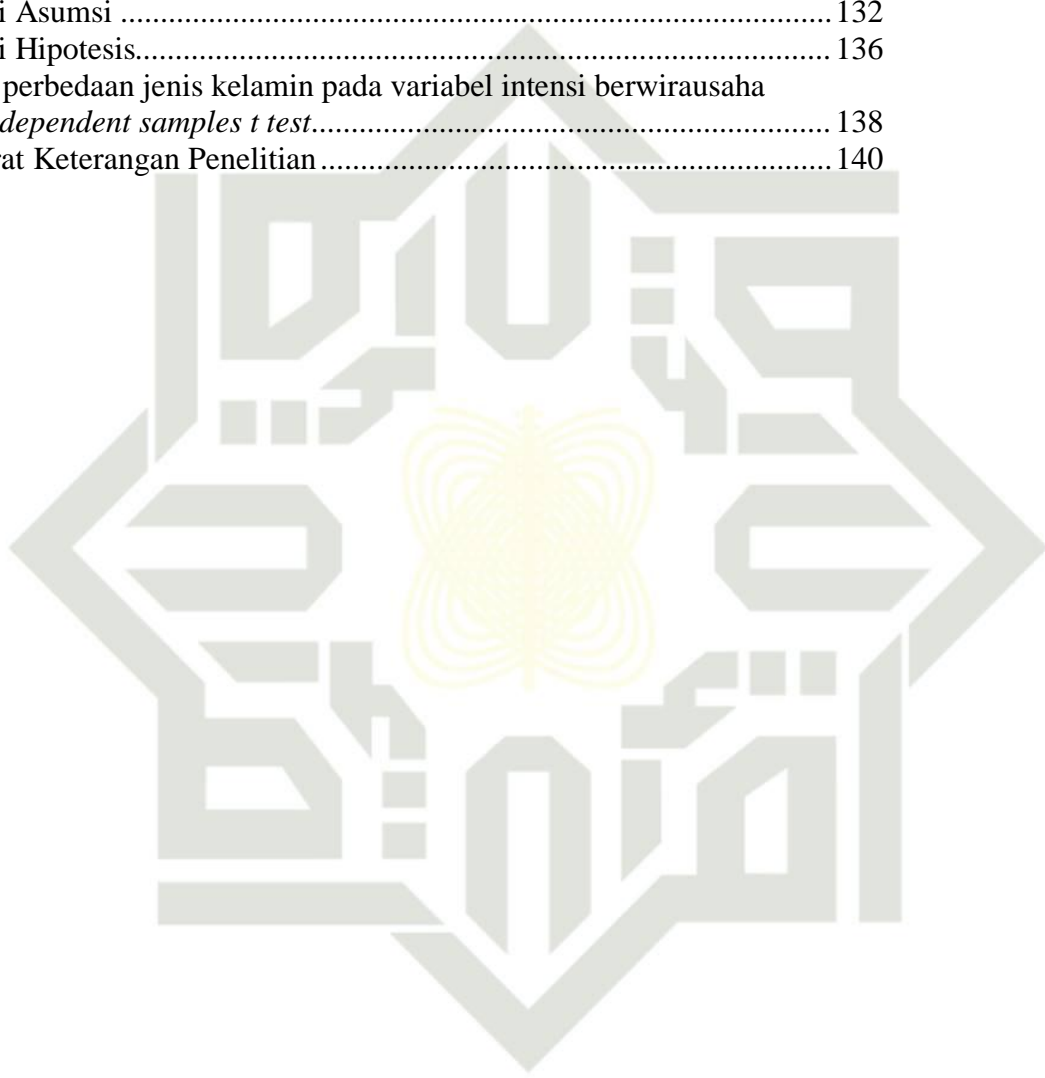 i Asumsi ............................................................................................ 132
i Hipotesis.......................................................................................... 136
perbedaan jenis kelamin pada variabel intensi berwirausaha
dependent samples t test.................................................................... 138
rat Keterangan Penelitian ................................................................... 140